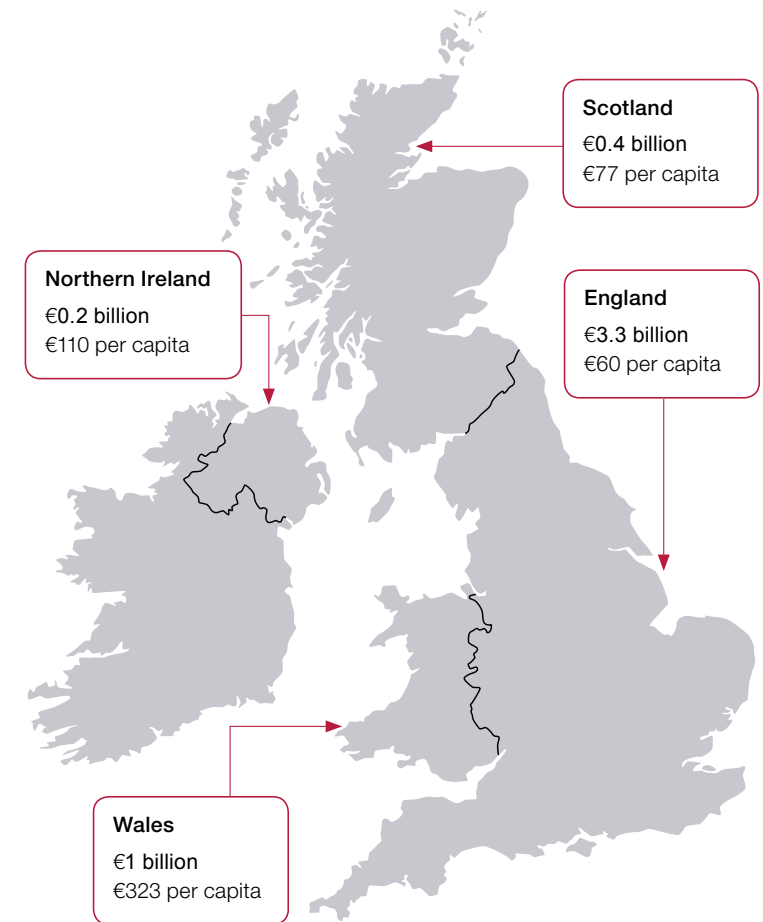 Scotland
€0.4 billion
€77 per capita
Northern Ireland
€0.2 billion
€110 per capita
England
€3.3 billion
€60 per capita
Wales
€1 billion
€323 per capita